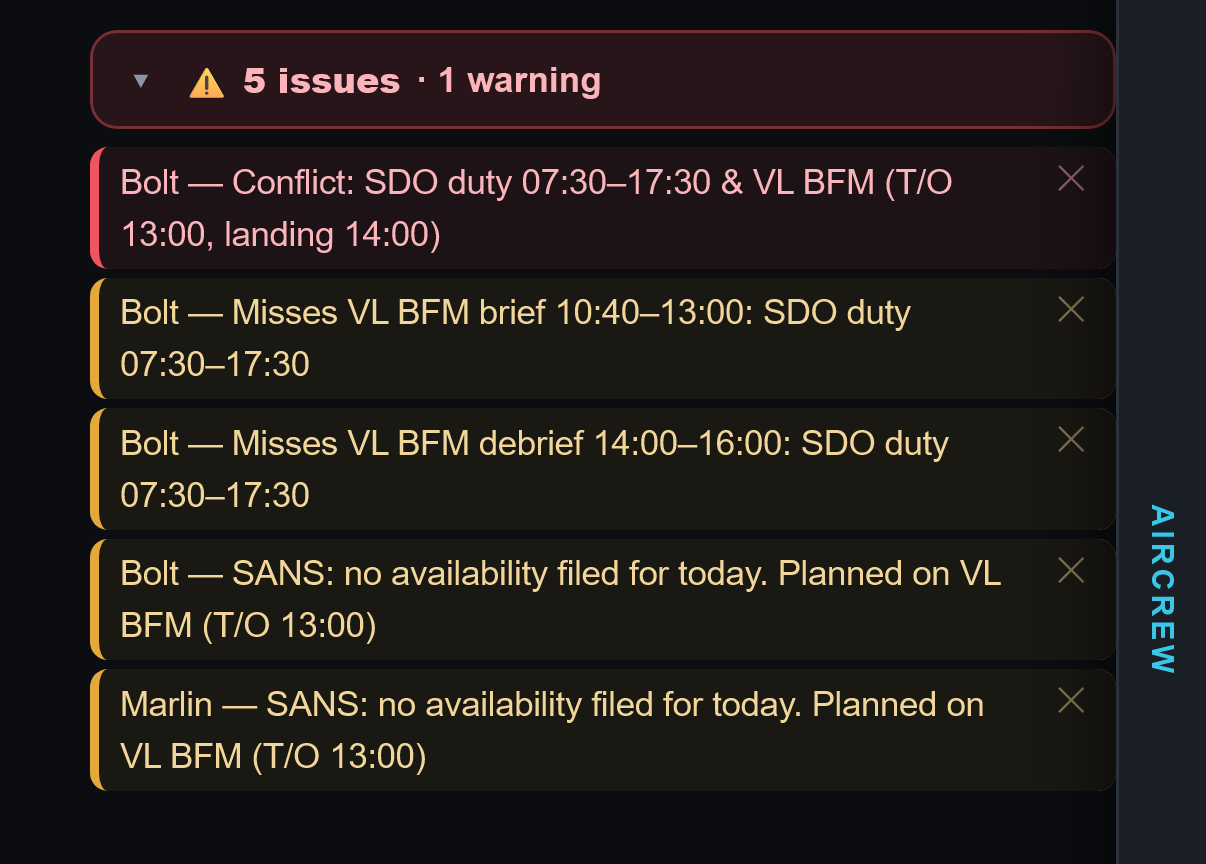 ▼ ⚠️ 5 issues · 1 warning
Bolt — Conflict: SDO duty 07:30–17:30 & VL BFM (T/O
13:00, landing 14:00)
Bolt — Misses VL BFM brief 10:40–13:00: SDO duty
07:30–17:30
Bolt — Misses VL BFM debrief 14:00–16:00: SDO duty
07:30–17:30
Bolt — SANS: no availability filed for today. Planned on VL
BFM (T/O 13:00)
Marlin — SANS: no availability filed for today. Planned on
VL BFM (T/O 13:00)
AIRCREW